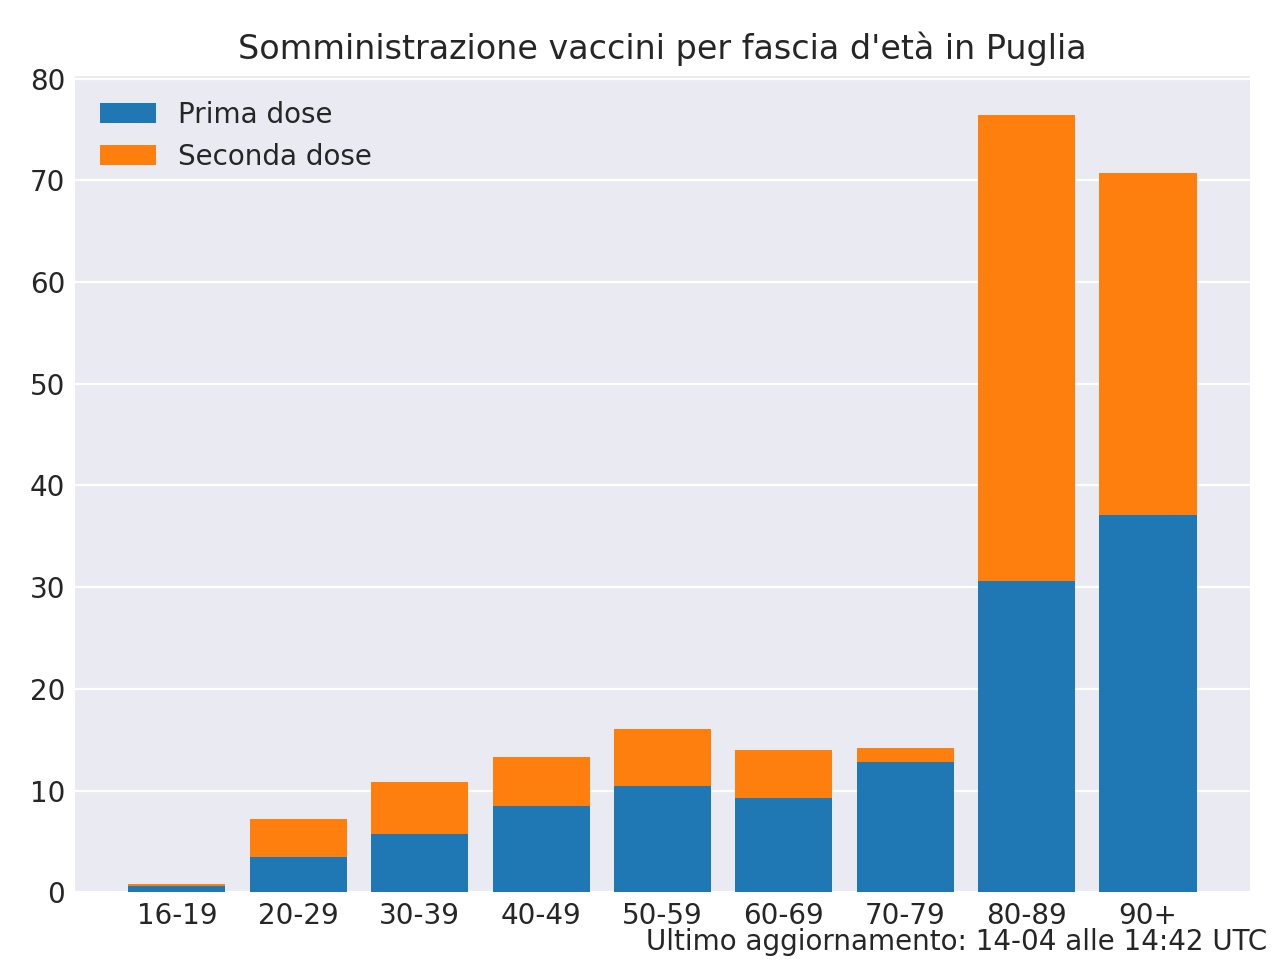 Somministrazione vaccini per fascia d'età in Puglia
80
70
60
50
40
30
20
10
0
Prima dose
Seconda dose
16-19 20-29 30-39 40-49 50-59 60-69 70-79 80-89 90+
Ultimo aggiornamento: 14-04 alle 14:42 UTC